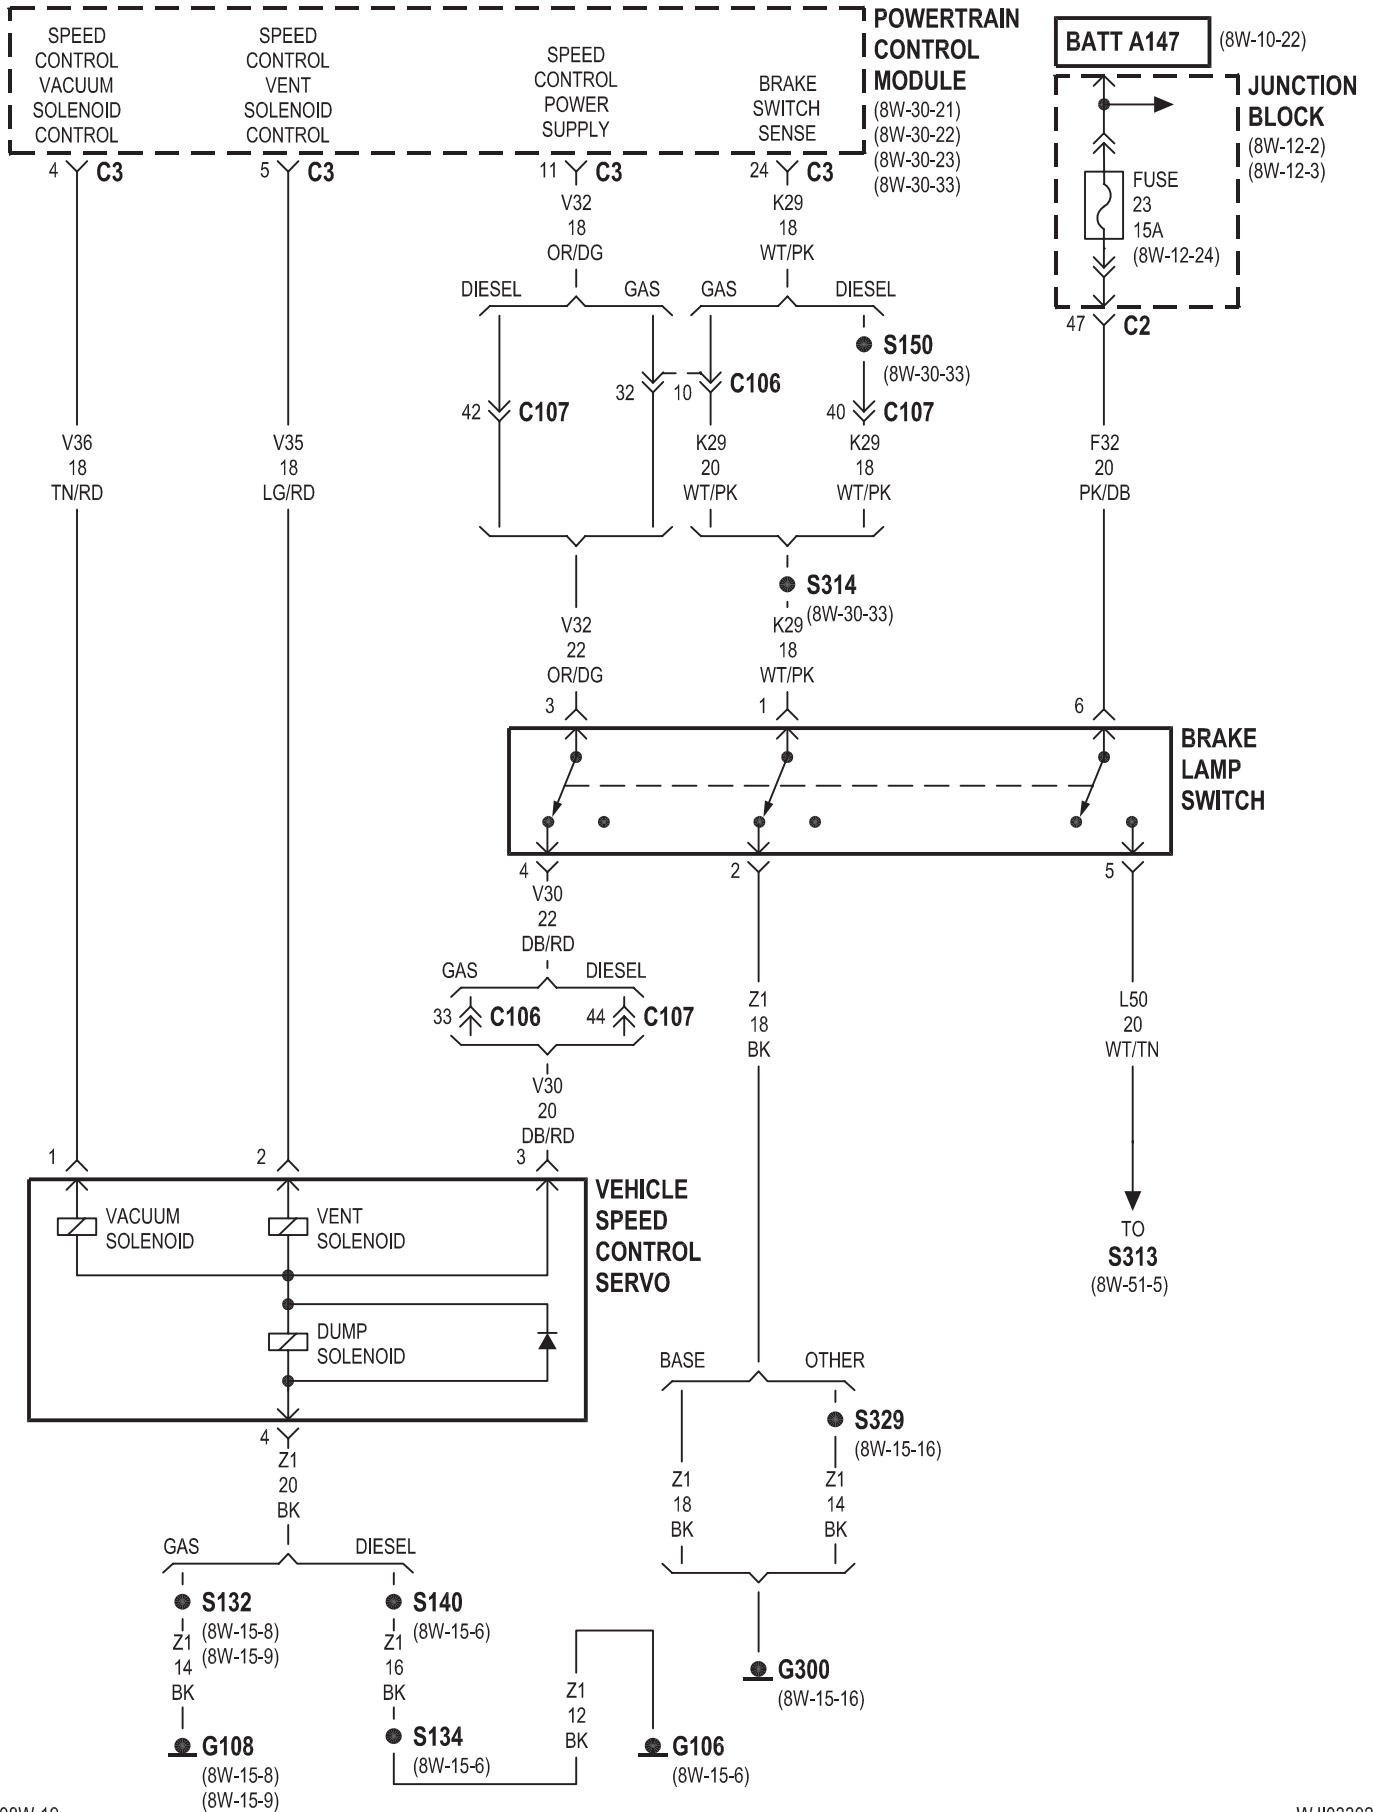 SPEED
CONTROL
VACUUM
SOLENOID
CONTROL
SPEED
CONTROL
VENT
SOLENOID
CONTROL
SPEED
CONTROL
POWER
SUPPLY
BRAKE
SWITCH
SENSE
POWERTRAIN
CONTROL
MODULE
(8W-30-21)
(8W-30-22)
(8W-30-23)
(8W-30-33)
BATT A147
(8W-10-22)
JUNCTION
BLOCK
(8W-12-2)
(8W-12-3)
FUSE
23
15A
(8W-12-24)
4 C3
5 C3
11 C3
24 C3
V32
18
OR/DG
K29
18
WT/PK
DIESEL
GAS
GAS
DIESEL
47 C2
S150
(8W-30-33)
42 C107
32
10 C106
40 C107
V36
18
TN/RD
V35
18
LG/RD
K29
20
WT/PK
K29
18
WT/PK
F32
20
PK/DB
S314
(8W-30-33)
V32
22
OR/DG
K29
18
WT/PK
3
1
6
BRAKE
LAMP
SWITCH
4
2
5
V30
22
DB/RD
GAS
DIESEL
33 C106
44 C107
V30
20
DB/RD
Z1
18
BK
L50
20
WT/TN
1
2
3
VACUUM
SOLENOID
VENT
SOLENOID
DUMP
SOLENOID
VEHICLE
SPEED
CONTROL
SERVO
TO
S313
(8W-51-5)
4
Z1
20
BK
BASE
OTHER
S329
(8W-15-16)
Z1
18
BK
Z1
14
BK
GAS
DIESEL
S132
(8W-15-8)
(8W-15-9)
Z1
14
BK
S140
(8W-15-6)
Z1
16
BK
Z1
12
BK
G300
(8W-15-16)
G108
(8W-15-8)
(8W-15-9)
S134
(8W-15-6)
G106
(8W-15-6)